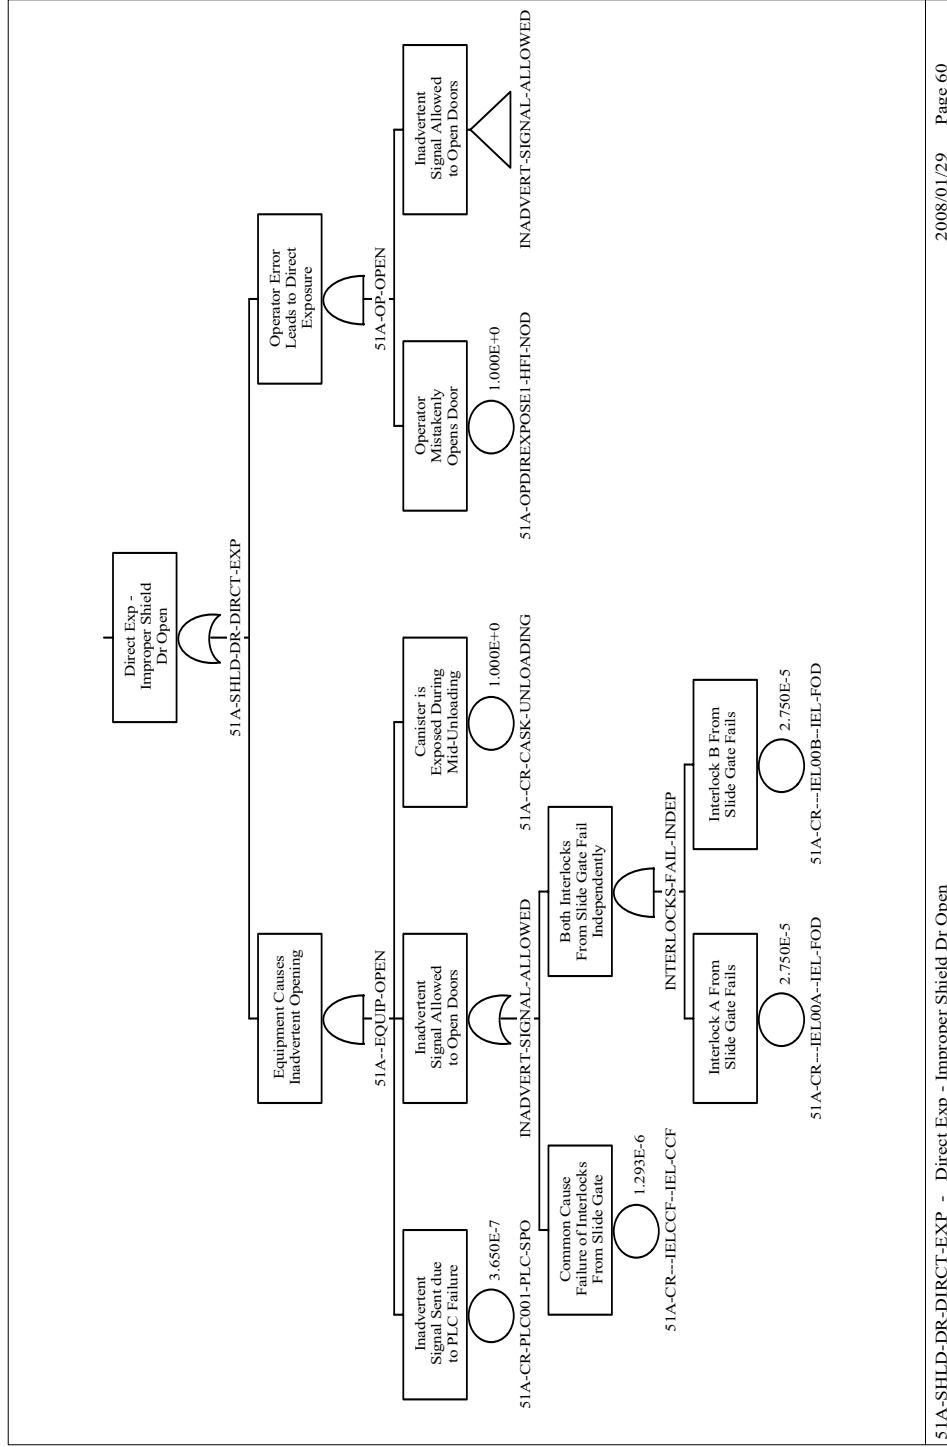 Direct Exp -
Improper Shield
Dr Open
51A-SHLD-DR-DIRCT-EXP
Equipment Causes
Inadvertent Opening
51A--EQUIP-OPEN
Operator Error
Leads to Direct
Exposure
51A-OP-OPEN
Inadvertent
Signal Sent due
to PLC Failure
3.650E-7
51A-CR-PLC001-PLC-SPO
Inadvertent
Signal Allowed
to Open Doors
INADVERT-SIGNAL-ALLOWED
Canister is
Exposed During
Mid-Unloading
1.000E+0
51A--CR-CASK-UNLOADING
Operator
Mistakenly
Opens Door
1.000E+0
51A-OPDIREXPOSE1-HFI-NOD
Inadvertent
Signal Allowed
to Open Doors
INADVERT-SIGNAL-ALLOWED
Common Cause
Failure of Interlocks
From Slide Gate
1.293E-6
51A-CR---IELCCF--IEL-CCF
Both Interlocks
From Slide Gate Fail
Independently
INTERLOCKS-FAIL-INDEP
Interlock A From
Slide Gate Fails
2.750E-5
51A-CR---IEL00A--IEL-FOD
Interlock B From
Slide Gate Fails
2.750E-5
51A-CR---IEL00B--IEL-FOD
51A-SHLD-DR-DIRCT-EXP - Direct Exp - Improper Shield Dr Open
2008/01/29 Page 60